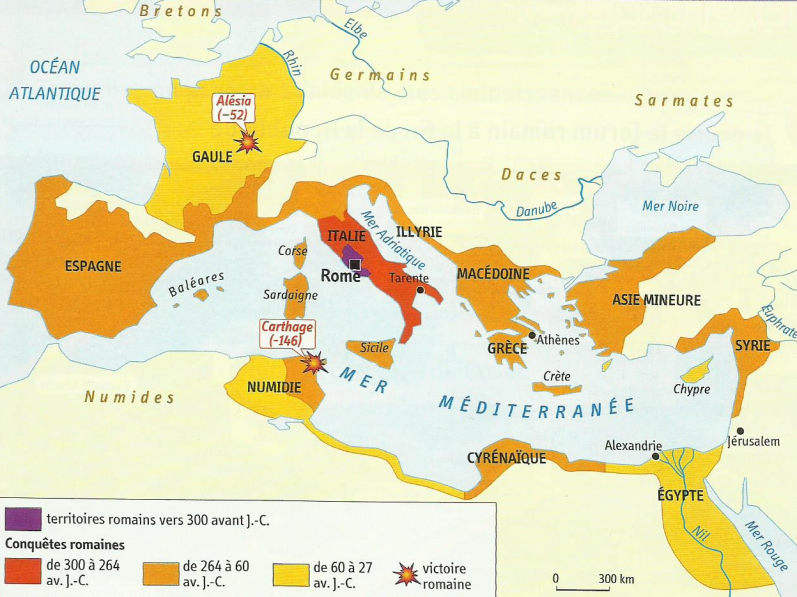 Bretons
Elbe
Rhin
OCÉAN
ATLANTIQUE
Germains
Alésia
(–52)
Sarmates
GAULE
Daces
Danube
Mer Noire
Mer Adriatique
ILLYRIE
ITALIE
Corse
ESPAGNE
Rome
Tarente
MACÉDOINE
Baléares
Sardaigne
ASIE MINEURE
Euphrate
Carthage
(-146)
Sicile
GRÈCE
Athènes
SYRIE
NUMIDIE
Crète
Chypre
Numides
MER
MÉDITERRANÉE
Jérusalem
Alexandrie
CYRÉNAÏQUE
ÉGYPTE
Nil
Mer Rouge
territoires romains vers 300 avant J.-C.
Conquêtes romaines
de 300 à 264
av. J.-C.
de 264 à 60
av. J.-C.
de 60 à 27
av. J.-C.
victoire
romaine
0 300 km